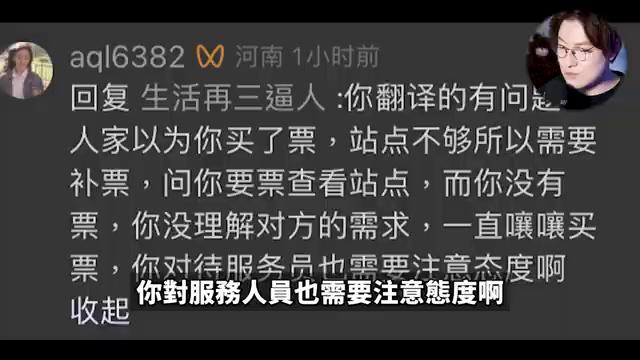 aql6382 河南 1小时前
回复 生活再三逼人 :你翻译的有问题
人家以为你买了票，站点不够所以需要
补票，问你要票查看站点，而你没有
票，你没理解对方的需求，一直嚷嚷买
票，你对待服务员也需要注意态度啊
你對服務人員也需要注意態度啊
收起